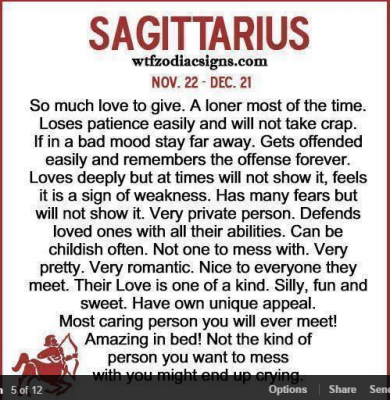 SAGITTARIUS
wtfzodiacsigns.com
NOV. 22 - DEC. 21
So much love to give. A loner most of the time.
Loses patience easily and will not take crap.
If in a bad mood stay far away. Gets offended
easily and remembers the offense forever.
Loves deeply but at times will not show it, feels
it is a sign of weakness. Has many fears but
will not show it. Very private person. Defends
loved ones with all their abilities. Can be
childish often. Not one to mess with. Very
pretty. Very romantic. Nice to everyone they
meet. Their Love is one of a kind. Silly, fun and
sweet. Have own unique appeal.
Most caring person you will ever meet!
Amazing in bed! Not the kind of
person you want to mess
with you might end up crying.
5 of 12
Options
Share